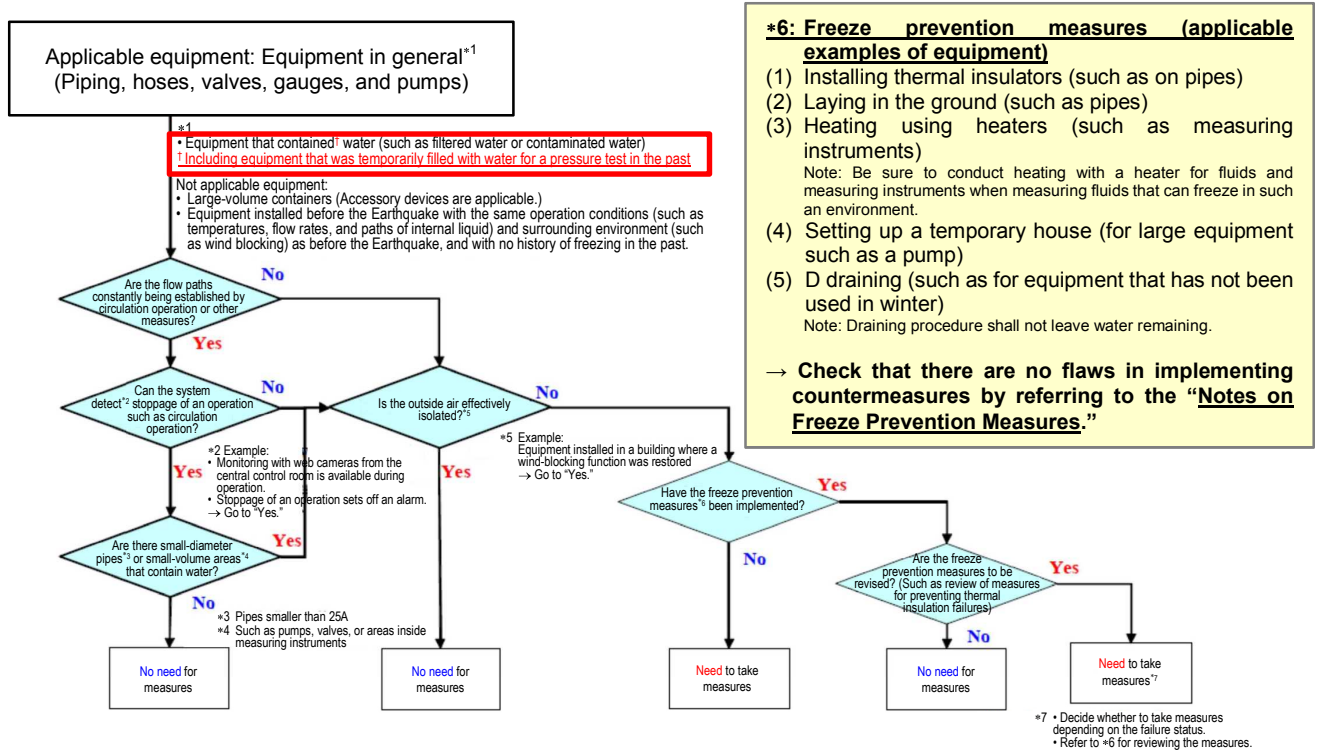 Applicable equipment: Equipment in general*1
(Piping, hoses, valves, gauges, and pumps)
*1
• Equipment that contained† water (such as filtered water or contaminated water)
† Including equipment that was temporarily filled with water for a pressure test in the past
Not applicable equipment:
• Large-volume containers (Accessory devices are applicable.)
• Equipment installed before the Earthquake with the same operation conditions (such as
temperatures, flow rates, and paths of internal liquid) and surrounding environment (such
as wind blocking) as before the Earthquake, and with no history of freezing in the past.
*6: Freeze prevention measures (applicable
examples of equipment)
(1) Installing thermal insulators (such as on pipes)
(2) Laying in the ground (such as pipes)
(3) Heating using heaters (such as measuring
instruments)
Note: Be sure to conduct heating with a heater for fluids and
measuring instruments when measuring fluids that can freeze in such
an environment.
(4) Setting up a temporary house (for large equipment
such as a pump)
(5) D draining (such as for equipment that has not been
used in winter)
Note: Draining procedure shall not leave water remaining.
→ Check that there are no flaws in implementing
countermeasures by referring to the “Notes on
Freeze Prevention Measures.”
Are the flow paths
constantly being established by
circulation operation or other
measures?
No
Yes
Can the system
detect*2 stoppage of an operation
such as circulation
operation?
No
Yes
*2 Example:
• Monitoring with web cameras from the
central control room is available during
operation.
• Stoppage of an operation sets off an alarm.
→ Go to “Yes.”
Are there small-diameter
pipes*3 or small-volume areas*4
that contain water?
Yes
No
*3 Pipes smaller than 25A
*4 Such as pumps, valves, or areas inside
measuring instruments
No need for
measures
Is the outside air effectively
isolated?*5
No
Yes
*5 Example:
Equipment installed in a building where a
wind-blocking function was restored
→ Go to “Yes.”
No need for
measures
Have the freeze prevention
measures*6 been implemented?
Yes
No
Need to take
measures
Are the freeze
prevention measures to be
revised? (Such as review of measures
for preventing thermal
insulation failures)
Yes
No
No need for
measures
Need to take
measures*7
*7 • Decide whether to take measures
depending on the failure status.
• Refer to *6 for reviewing the measures.